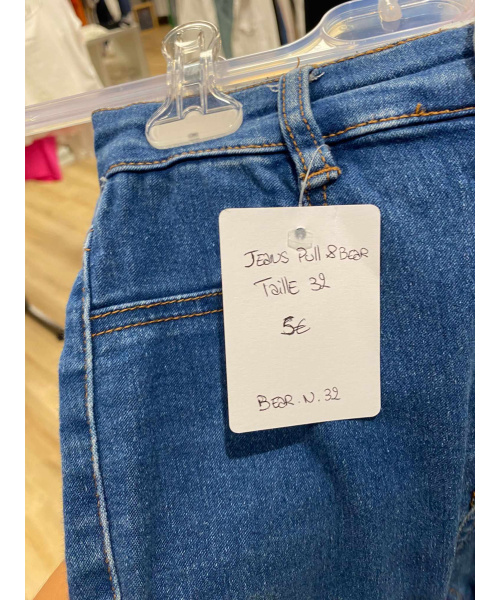 Jeans Pull & Bear
Taille 32
5€
Bear. N. 32